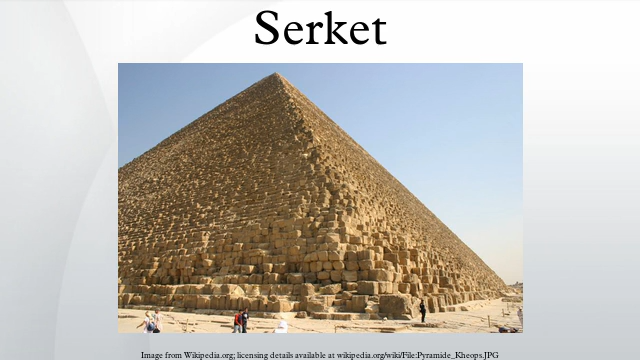 Serket
Image from Wikipedia.org; licensing details available at wikipedia.org/wiki/File:Pyramide_Kheops.JPG